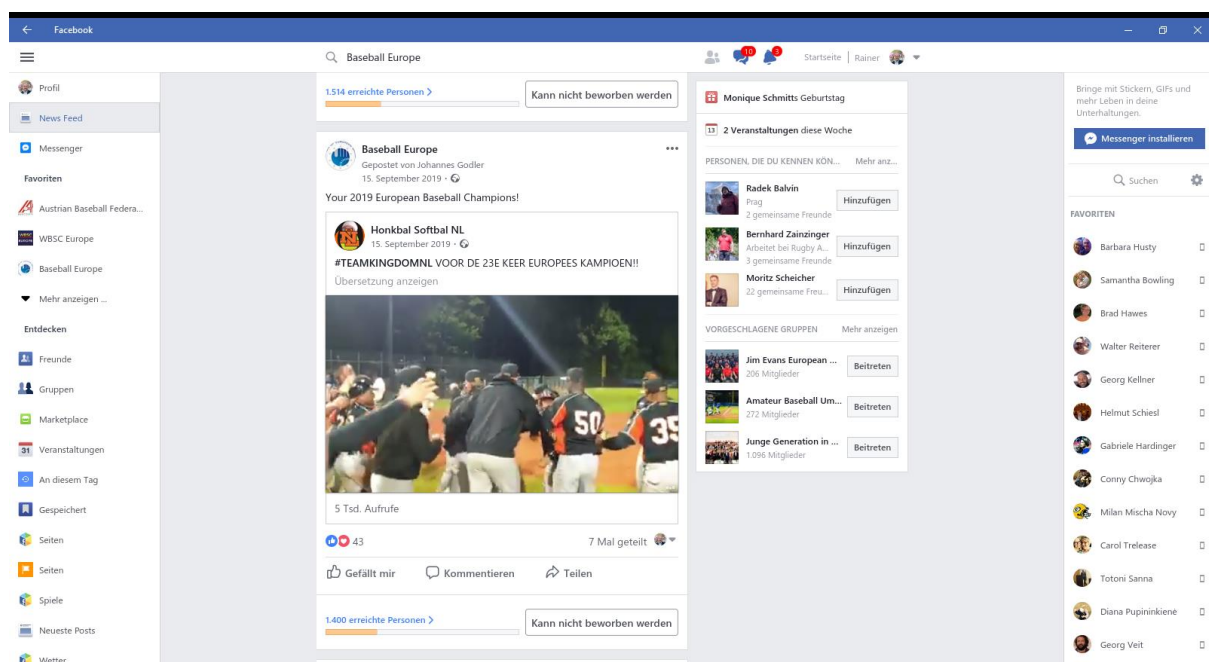 Facebook
Baseball Europe
10
3
Startseite
Rainer
Profil
News Feed
Messenger
Favoriten
Austrian Baseball Federa...
WBSC Europe
Baseball Europe
Mehr anzeigen ...
Entdecken
Freunde
Gruppen
Marketplace
31
Veranstaltungen
An diesem Tag
Gespeichert
Seiten
Seiten
Spiele
Neueste Posts
Wetter
1.514 erreichte Personen
Kann nicht beworben werden
Baseball Europe
Gepostet von Johannes Godler
15. September 2019
Your 2019 European Baseball Champions!
Honkbal Softbal NL
15. September 2019
#TEAMKINGDOMNL VOOR DE 23E KEER EUROPEES KAMPIOEN!!
Übersetzung anzeigen
50
35
5 Tsd. Aufrufe
43
7 Mal geteilt
Gefällt mir
Kommentieren
Teilen
1.400 erreichte Personen
Kann nicht beworben werden
Monique Schmitts Geburtstag
13
2 Veranstaltungen diese Woche
PERSONEN, DIE DU KENNEN KÖN...
Mehr anz...
Radek Balvín
Prag
2 gemeinsame Freunde
Hinzufügen
Bernhard Zainzinger
Arbeitet bei Rugby A...
3 gemeinsame Freunde
Hinzufügen
Moritz Scheicher
22 gemeinsame Freu...
Hinzufügen
VORGESCHLAGENE GRUPPEN
Mehr anzeigen
Jim Evans European ...
206 Mitglieder
Beitreten
Amateur Baseball Um...
272 Mitglieder
Beitreten
Junge Generation in ...
1.096 Mitglieder
Beitreten
Bringe mit Stickern, GIFs und
mehr Leben in deine
Unterhaltungen.
Messenger installieren
Suchen
FAVORITEN
Barbara Husty
Samantha Bowling
Brad Hawes
Walter Reiterer
Georg Kellner
Helmut Schiesl
Gabriele Hardinger
Conny Chwojka
Milan Mischa Novy
Carol Trelease
Totoni Sanna
Diana Pupininkienė
Georg Veit